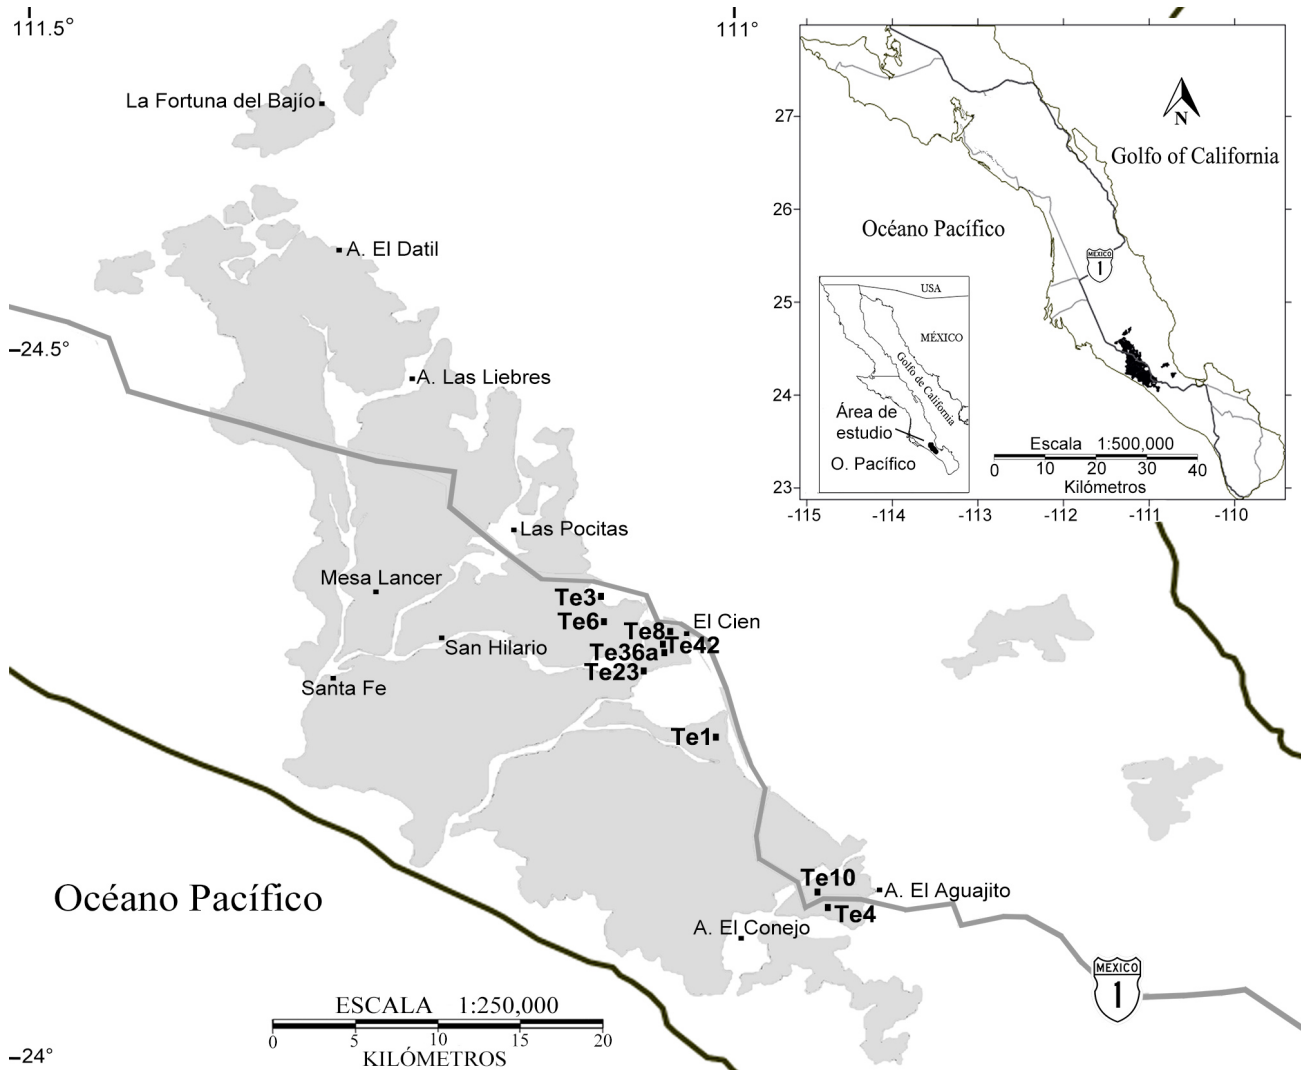 111.5°
111°
La Fortuna del Bajío
A. El Datil
24.5°
A. Las Liebres
Las Pocitas
Mesa Lancer
Te3
Te6
El Cien
Te8
Te42
San Hilario
Te36a
Te23
Santa Fe
Te1
Te10
A. El Aguajito
Te4
A. El Conejo
Océano Pacífico
ESCALA 1:250,000
0 5 10 15 20
KILÓMETROS
24°
MEXICO
1
27
26
25
24
23
N
Golfo of California
Océano Pacífico
MEXICO
1
USA
MÉXICO
Golfo de California
Área de
estudio
O. Pacífico
Escala 1:500,000
0 10 20 30 40
Kilómetros
-115 -114 -113 -112 -111 -110